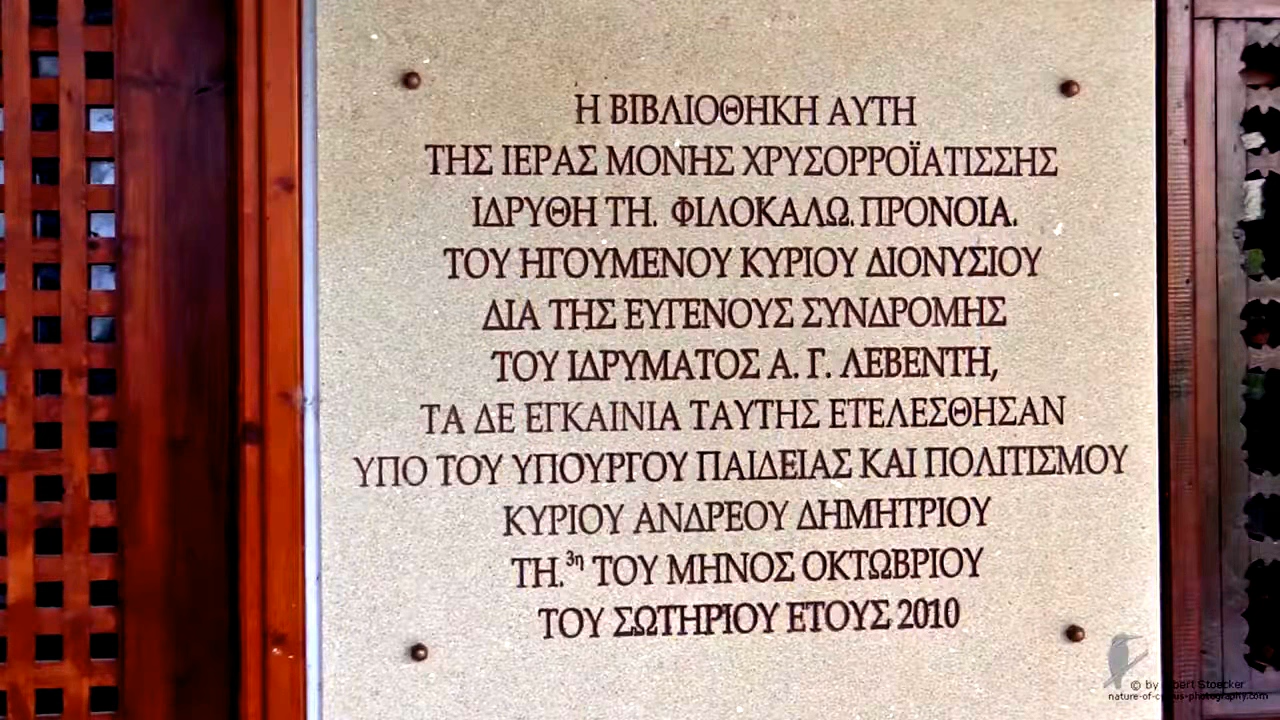 Η ΒΙΒΛΙΟΘΗΚΗ ΑΥΤΗ
ΤΗΣ ΙΕΡΑΣ ΜΟΝΗΣ ΧΡΥΣΟΡΡΟΪΑΤΙΣΣΗΣ
ΙΔΡΥΘΗ ΤΗ. ΦΙΛΟΚΑΛΩ. ΠΡΟΝΟΙΑ.
ΤΟΥ ΗΓΟΥΜΕΝΟΥ ΚΥΡΙΟΥ ΔΙΟΝΥΣΙΟΥ
ΔΙΑ ΤΗΣ ΕΥΓΕΝΟΥΣ ΣΥΝΔΡΟΜΗΣ
ΤΟΥ ΙΔΡΥΜΑΤΟΣ Α. Γ. ΛΕΒΕΝΤΗ,
ΤΑ ΔΕ ΕΓΚΑΙΝΙΑ ΤΑΥΤΗΣ ΕΤΕΛΕΣΘΗΣΑΝ
ΥΠΟ ΤΟΥ ΥΠΟΥΡΓΟΥ ΠΑΙΔΕΙΑΣ ΚΑΙ ΠΟΛΙΤΙΣΜΟΥ
ΚΥΡΙΟΥ ΑΝΔΡΕΟΥ ΔΗΜΗΤΡΙΟΥ
ΤΗ.³η ΤΟΥ ΜΗΝΟΣ ΟΚΤΩΒΡΙΟΥ
ΤΟΥ ΣΩΤΗΡΙΟΥ ΕΤΟΥΣ 2010
© by Stoecker